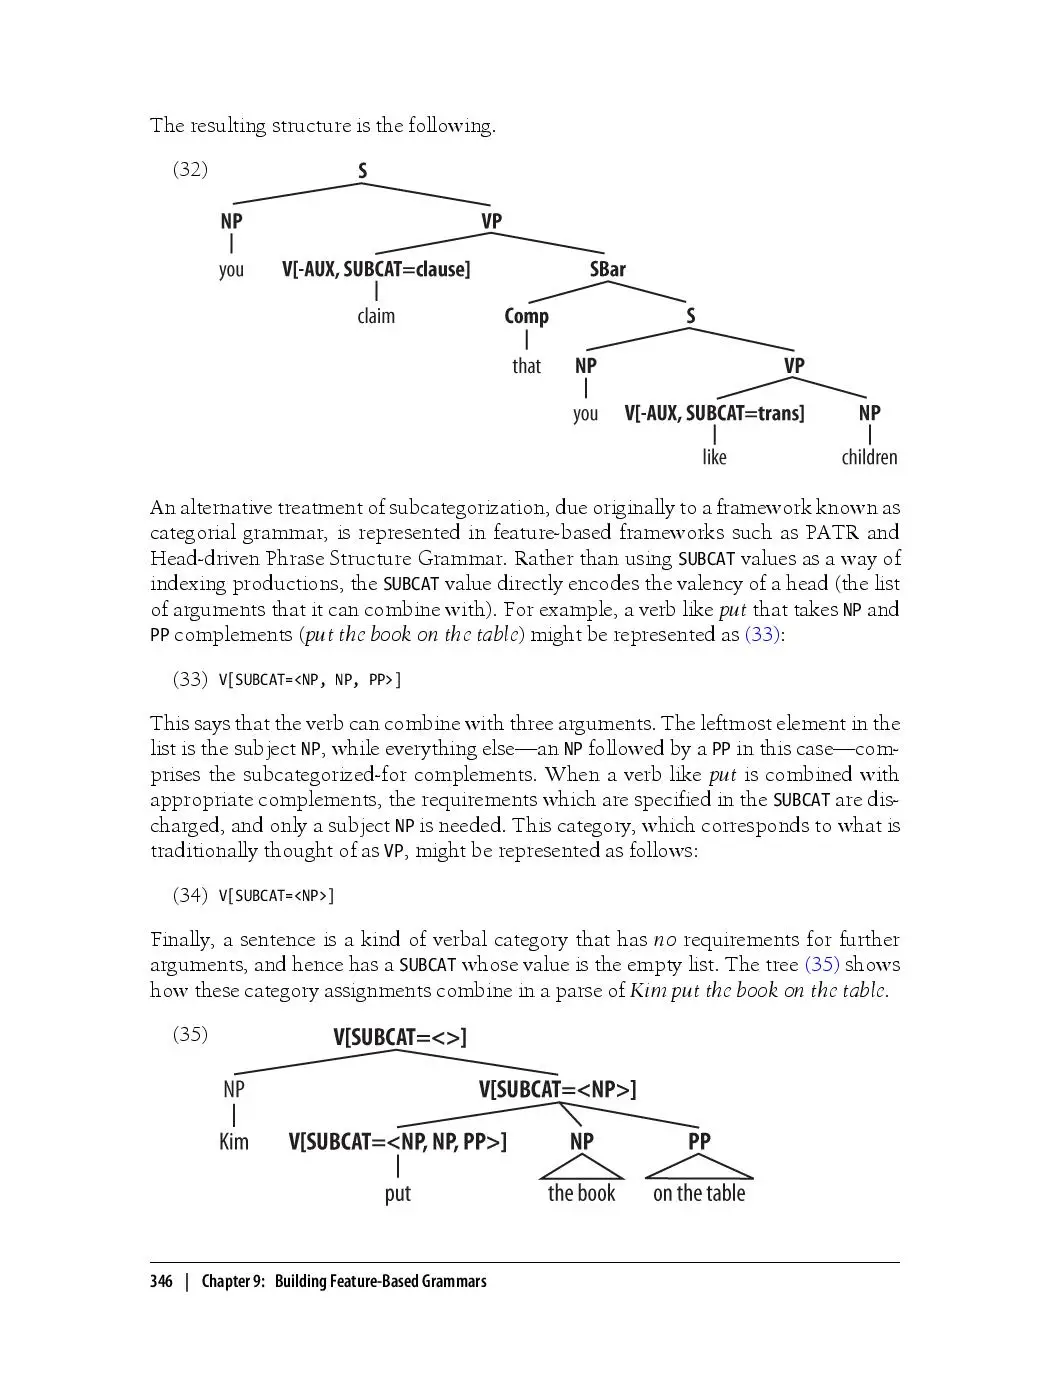 The resulting structure is the following.
(32) S
NP VP
you V[-AUX, SUBCAT=clause] SBar
claim Comp S
that NP VP
you V[-AUX, SUBCAT=trans] NP
like children
An alternative treatment of subcategorization, due originally to a framework known as
categorial grammar, is represented in feature-based frameworks such as PATR and
Head-driven Phrase Structure Grammar. Rather than using SUBCAT values as a way of
indexing productions, the SUBCAT value directly encodes the valency of a head (the list
of arguments that it can combine with). For example, a verb like put that takes NP and
PP complements (put the book on the table) might be represented as (33):
(33) V[SUBCAT=<NP, NP, PP>]
This says that the verb can combine with three arguments. The leftmost element in the
list is the subject NP, while everything else—an NP followed by a PP in this case—com-
prises the subcategorized-for complements. When a verb like put is combined with
appropriate complements, the requirements which are specified in the SUBCAT are dis-
charged, and only a subject NP is needed. This category, which corresponds to what is
traditionally thought of as VP, might be represented as follows:
(34) V[SUBCAT=<NP>]
Finally, a sentence is a kind of verbal category that has no requirements for further
arguments, and hence has a SUBCAT whose value is the empty list. The tree (35) shows
how these category assignments combine in a parse of Kim put the book on the table.
(35) V[SUBCAT=<>]
NP V[SUBCAT=<NP>]
Kim V[SUBCAT=<NP, NP, PP>] NP PP
put the book on the table
346 | Chapter 9: Building Feature-Based Grammars